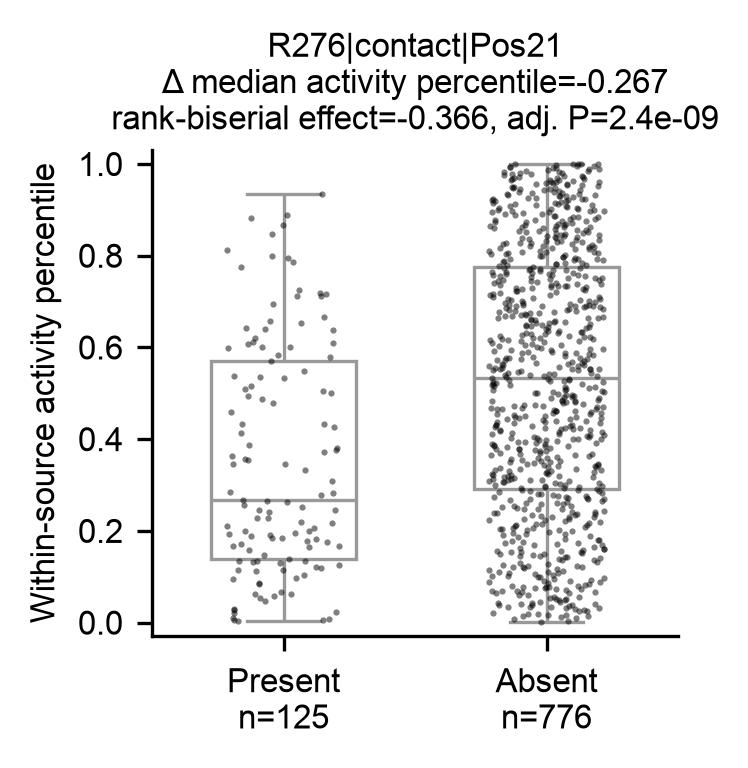 R276|contact|Pos21
Δ median activity percentile=-0.267
rank-biserial effect=-0.366, adj. P=2.4e-09
Within-source activity percentile
1.0
0.8
0.6
0.4
0.2
0.0
Present
n=125
Absent
n=776